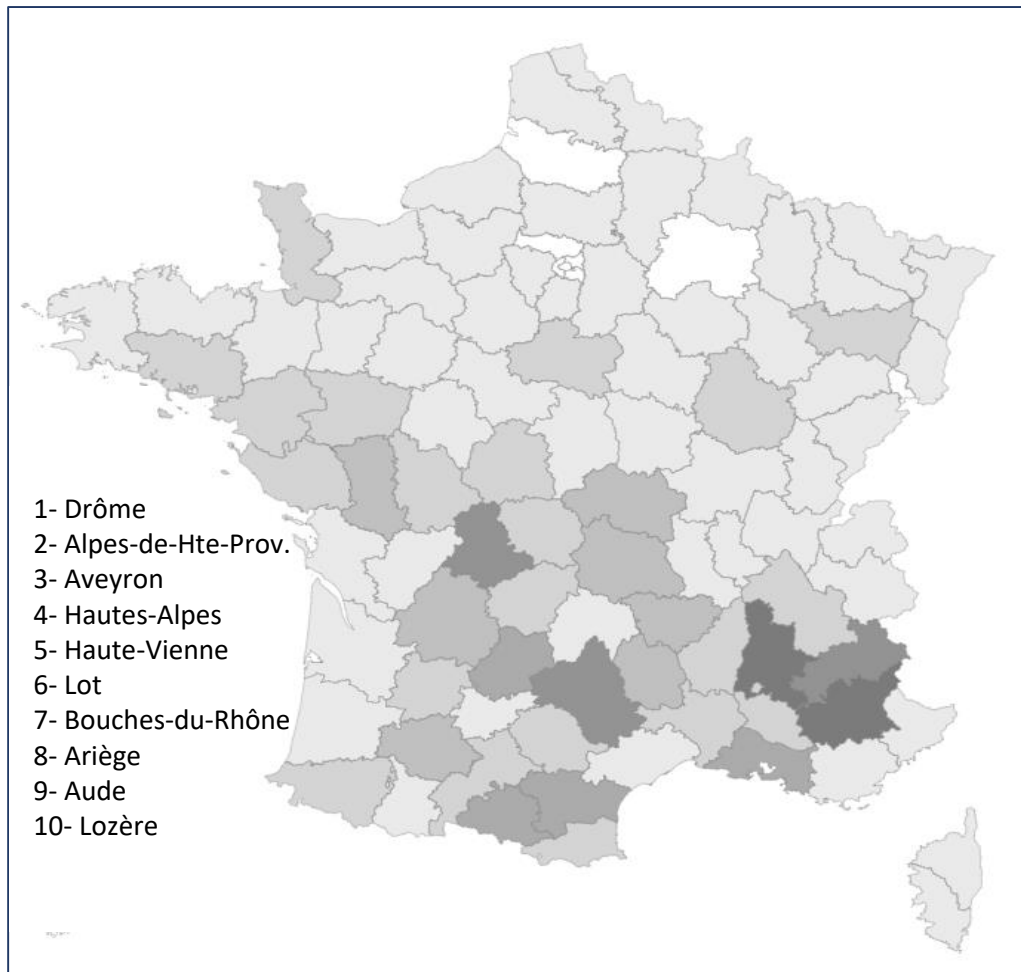 1- Drôme
2- Alpes-de-Hte-Prov.
3- Aveyron
4- Hautes-Alpes
5- Haute-Vienne
6- Lot
7- Bouches-du-Rhône
8- Ariège
9- Aude
10- Lozère